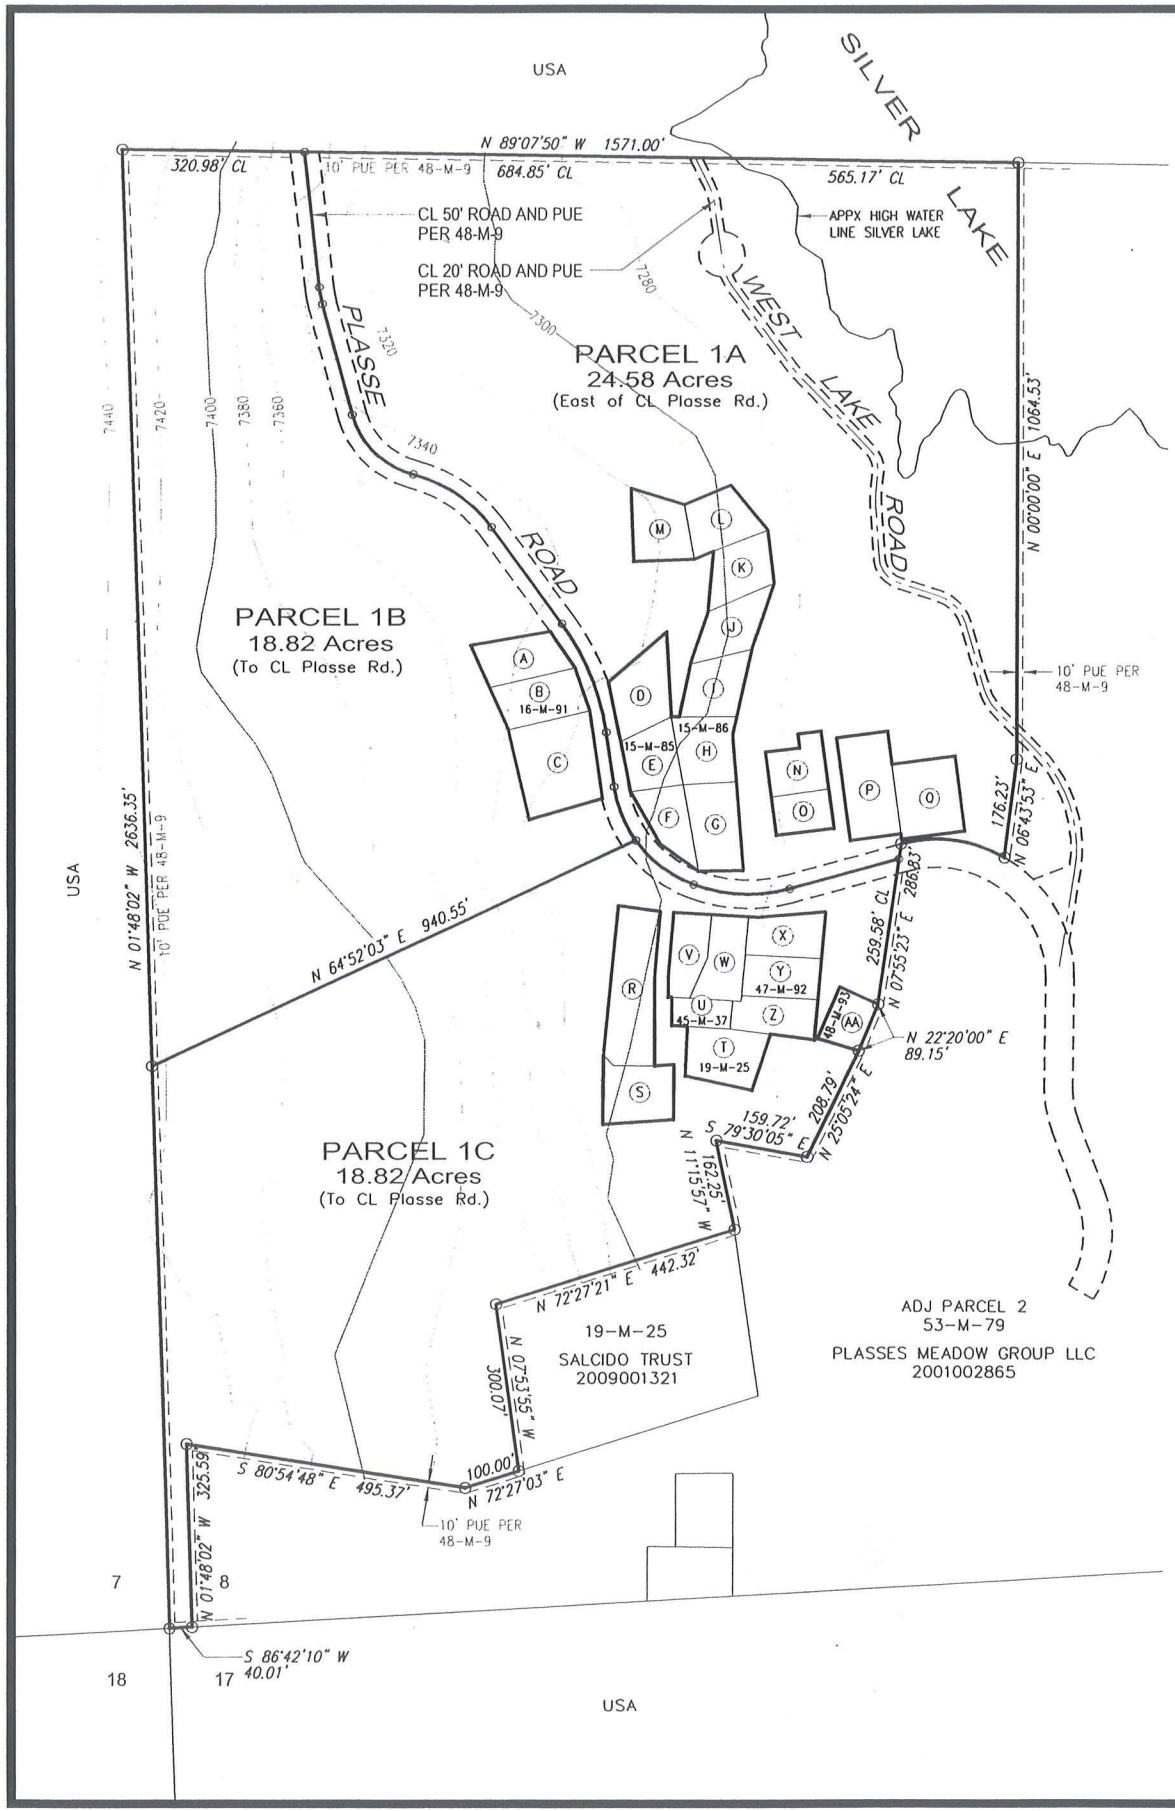 USA
SILVER
LAKE
N 89°07'50" W 1571.00'
320.98' CL
10' PUE PER 48-M-9
684.85' CL
565.17' CL
CL 50' ROAD AND PUE
PER 48-M-9
APPX HIGH WATER
LINE SILVER LAKE
CL 20' ROAD AND PUE
PER 48-M-9
7280
7300
7320
7340
7440
7420
7400
7380
7360
PLASSE
ROAD
WEST
LAKE
ROAD
PARCEL 1A
24.58 Acres
(East of CL Plasse Rd.)
N 00°00'00" E 1064.53'
M
L
K
J
I
PARCEL 1B
18.82 Acres
(To CL Plasse Rd.)
A
B
16-M-91
C
D
15-M-85
E
F
15-M-86
H
G
N
O
P
Q
10' PUE PER
48-M-9
176.23'
N 06°43'53" E
N 01°48'02" W 2636.35'
10' PUE PER 48-M-9
USA
N 64°52'03" E 940.55'
259.58' CL
N 07°55'23" E 286.83'
R
S
V
W
X
Y
47-M-92
U
45-M-37
Z
T
19-M-25
48-M-93
AA
N 22°20'00" E
89.15'
208.79'
N 25°05'24" E
159.72'
S 79°30'05" E
162.25'
N 11°15'57" W
PARCEL 1C
18.82 Acres
(To CL Plasse Rd.)
N 72°27'21" E 442.32'
19-M-25
SALCIDO TRUST
2009001321
ADJ PARCEL 2
53-M-79
PLASSES MEADOW GROUP LLC
2001002865
N 07°53'55" W
300.07'
100.00'
N 72°27'03" E
S 80°54'48" E 495.37'
10' PUE PER
48-M-9
N 01°48'02" W 325.59'
7
8
18
17
S 86°42'10" W
40.01'
USA